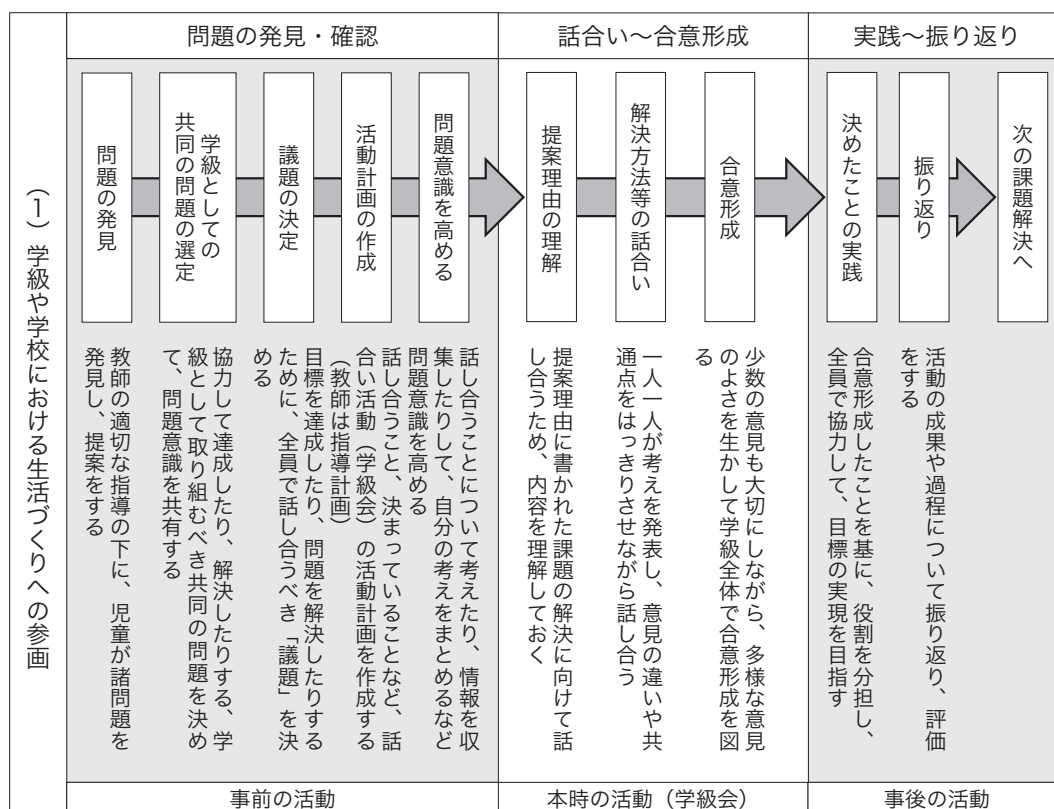 (1) 学級や学校における生活づくりへの参画
問題の発見・確認
話合い~合意形成
実践~振り返り
問題の発見
学級としての
共同の問題の選定
議題の決定
活動計画の作成
問題意識を高める
提案理由の理解
解決方法等の話合い
合意形成
決めたことの実践
振り返り
次の課題解決へ
教師の適切な指導の下に、児童が諸問題を
発見し、提案をする
協力して達成したり、解決したりする、学
級として取り組むべき共同の問題を決め
て、問題意識を共有する
目標を達成したり、問題を解決したりする
ために、全員で話し合うべき「議題」を決
める
話し合うこと、決まっていることなど、話
合い活動(学級会)の活動計画を作成する
(教師は指導計画)
話し合うことについて考えたり、情報を収
集したりして、自分の考えをまとめるなど
問題意識を高める
提案理由に書かれた課題の解決に向けて話
し合うため、内容を理解しておく
一人一人が考えを発表し、意見の違いや共
通点をはっきりさせながら話し合う
少数の意見も大切にしながら、多様な意見
のよさを生かして学級全体で合意形成を図
る
合意形成したことを基に、役割を分担し、
全員で協力して、目標の実現を目指す
活動の成果や過程について振り返り、評価
をする
事前の活動
本時の活動(学級会)
事後の活動